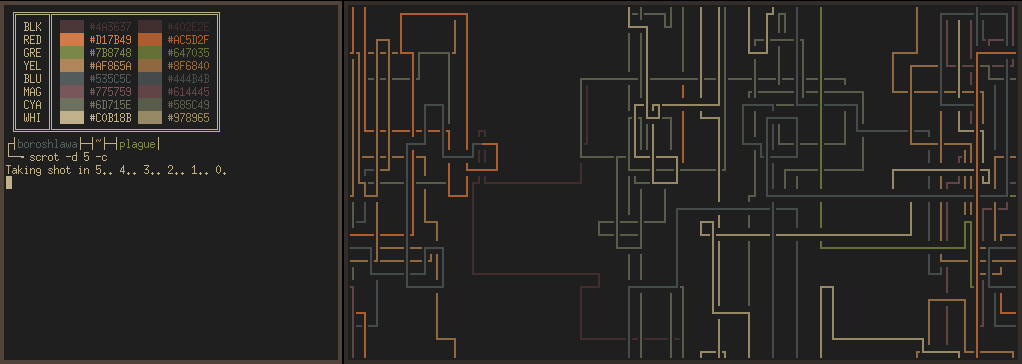 BLK #4A3637 #402E2E
RED #D17B49 #AC5D2F
GRE #7B8748 #647035
YEL #AF865A #8F6840
BLU #535C5C #444B4B
MAG #775759 #614445
CYA #6D715E #585C49
WHI #C0B18B #978965
boroshlawa ~ plague
scrot -d 5 -c
Taking shot in 5.. 4.. 3.. 2.. 1.. 0.